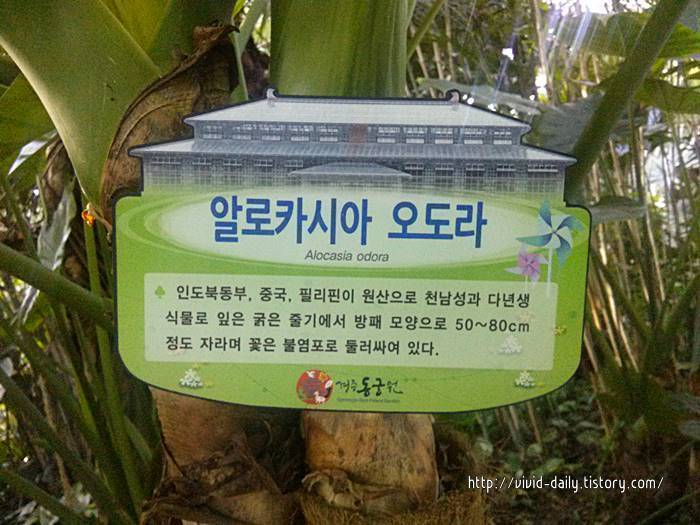 알로카시아 오도라
Alocasia odora
인도북동부, 중국, 필리핀이 원산으로 천남성과 다년생
식물로 잎은 굵은 줄기에서 방패 모양으로 50~80cm
정도 자라며 꽃은 불염포로 둘러싸여 있다.
경주동궁원
http://vivid-daily.tistory.com/